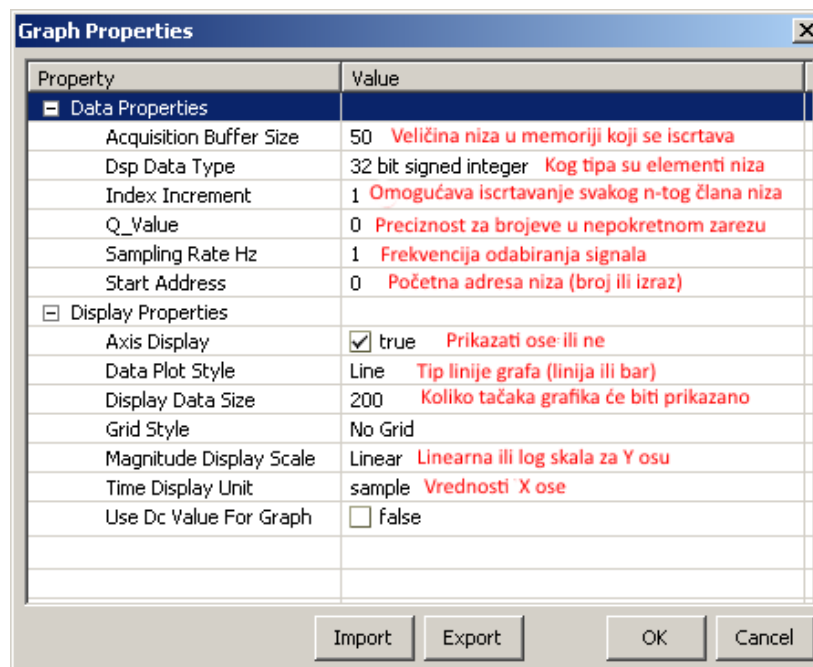 Graph Properties
Property Value
Data Properties
Acquisition Buffer Size 50 Veličina niza u memoriji koji se iscrtava
Dsp Data Type 32 bit signed integer Kog tipa su elementi niza
Index Increment 1 Omogućava iscrtavanje svakog n-tog člana niza
Q_Value 0 Preciznost za brojeve u nepokretnom zarezu
Sampling Rate Hz 1 Frekvencija odabiranja signala
Start Address 0 Početna adresa niza (broj ili izraz)
Display Properties
Axis Display true Prikazati ose ili ne
Data Plot Style Line Tip linije grafa (linija ili bar)
Display Data Size 200 Koliko tačaka grafika će biti prikazano
Grid Style No Grid
Magnitude Display Scale Linear Linearna ili log skala za Y osu
Time Display Unit sample Vrednosti X ose
Use Dc Value For Graph false
Import Export OK Cancel